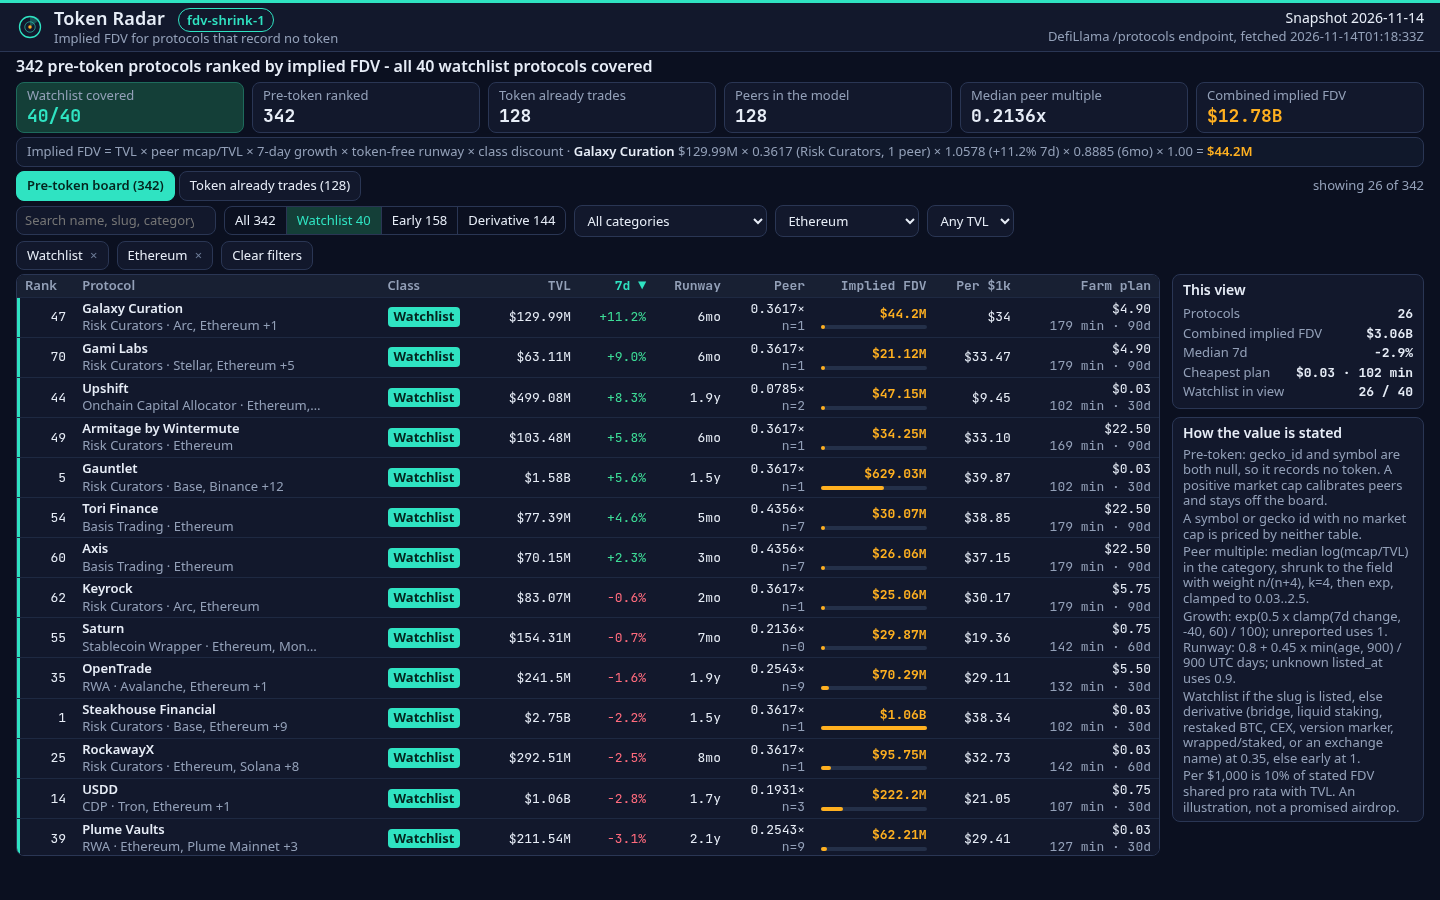 Token Radar fdv-shrink-1
Implied FDV for protocols that record no token
Snapshot 2026-11-14
DefiLlama /protocols endpoint, fetched 2026-11-14T01:18:33Z
342 pre-token protocols ranked by implied FDV - all 40 watchlist protocols covered
Watchlist covered
40/40
Pre-token ranked
342
Token already trades
128
Peers in the model
128
Median peer multiple
0.2136x
Combined implied FDV
$12.78B
Implied FDV = TVL × peer mcap/TVL × 7-day growth × token-free runway × class discount · Galaxy Curation $129.99M × 0.3617 (Risk Curators, 1 peer) × 1.0578 (+11.2% 7d) × 0.8885 (6mo) × 1.00 = $44.2M
Pre-token board (342) Token already trades (128) showing 26 of 342
Search name, slug, category All 342 Watchlist 40 Early 158 Derivative 144 All categories Ethereum Any TVL
Watchlist × Ethereum × Clear filters
Rank Protocol Class TVL 7d ▼ Runway Peer Implied FDV Per $1k Farm plan
47 Galaxy Curation Watchlist $129.99M +11.2% 6mo 0.3617× $44.2M $34 $4.90
Risk Curators · Arc, Ethereum +1 n=1 179 min · 90d
70 Gami Labs Watchlist $63.11M +9.0% 6mo 0.3617× $21.12M $33.47 $4.90
Risk Curators · Stellar, Ethereum +5 n=1 179 min · 90d
44 Upshift Watchlist $499.08M +8.3% 1.9y 0.0785× $47.15M $9.45 $0.03
Onchain Capital Allocator · Ethereum,... n=2 102 min · 30d
49 Armitage by Wintermute Watchlist $103.48M +5.8% 6mo 0.3617× $34.25M $33.10 $22.50
Risk Curators · Ethereum n=1 169 min · 90d
5 Gauntlet Watchlist $1.58B +5.6% 1.5y 0.3617× $629.03M $39.87 $0.03
Risk Curators · Base, Binance +12 n=1 102 min · 30d
54 Tori Finance Watchlist $77.39M +4.6% 5mo 0.4356× $30.07M $38.85 $22.50
Basis Trading · Ethereum n=7 179 min · 90d
60 Axis Watchlist $70.15M +2.3% 3mo 0.4356× $26.06M $37.15 $22.50
Basis Trading · Ethereum n=7 179 min · 90d
62 Keyrock Watchlist $83.07M -0.6% 2mo 0.3617× $25.06M $30.17 $5.75
Risk Curators · Arc, Ethereum n=1 179 min · 90d
55 Saturn Watchlist $154.31M -0.7% 7mo 0.2136× $29.87M $19.36 $0.75
Stablecoin Wrapper · Ethereum, Mon... n=0 142 min · 60d
35 OpenTrade Watchlist $241.5M -1.6% 1.9y 0.2543× $70.29M $29.11 $5.50
RWA · Avalanche, Ethereum +1 n=9 132 min · 30d
1 Steakhouse Financial Watchlist $2.75B -2.2% 1.5y 0.3617× $1.06B $38.34 $0.03
Risk Curators · Base, Ethereum +9 n=1 102 min · 30d
25 RockawayX Watchlist $292.51M -2.5% 8mo 0.3617× $95.75M $32.73 $0.03
Risk Curators · Ethereum, Solana +8 n=1 142 min · 60d
14 USDD Watchlist $1.06B -2.8% 1.7y 0.1931× $222.2M $21.05 $0.75
CDP · Tron, Ethereum +1 n=3 107 min · 30d
39 Plume Vaults Watchlist $211.54M -3.1% 2.1y 0.2543× $62.21M $29.41 $0.03
RWA · Ethereum, Plume Mainnet +3 n=9 127 min · 30d
This view
Protocols 26
Combined implied FDV $3.06B
Median 7d -2.9%
Cheapest plan $0.03 · 102 min
Watchlist in view 26 / 40
How the value is stated
Pre-token: gecko_id and symbol are
both null, so it records no token. A
positive market cap calibrates peers
and stays off the board.
A symbol or gecko id with no market
cap is priced by neither table.
Peer multiple: median log(mcap/TVL)
in the category, shrunk to the field
with weight n/(n+4), k=4, then exp,
clamped to 0.03..2.5.
Growth: exp(0.5 x clamp(7d change,
-40, 60) / 100); unreported uses 1.
Runway: 0.8 + 0.45 x min(age, 900) /
900 UTC days; unknown listed_at
uses 0.9.
Watchlist if the slug is listed, else
derivative (bridge, liquid staking,
restaked BTC, CEX, version marker,
wrapped/staked, or an exchange
name) at 0.35, else early at 1.
Per $1,000 is 10% of stated FDV
shared pro rata with TVL. An
illustration, not a promised airdrop.